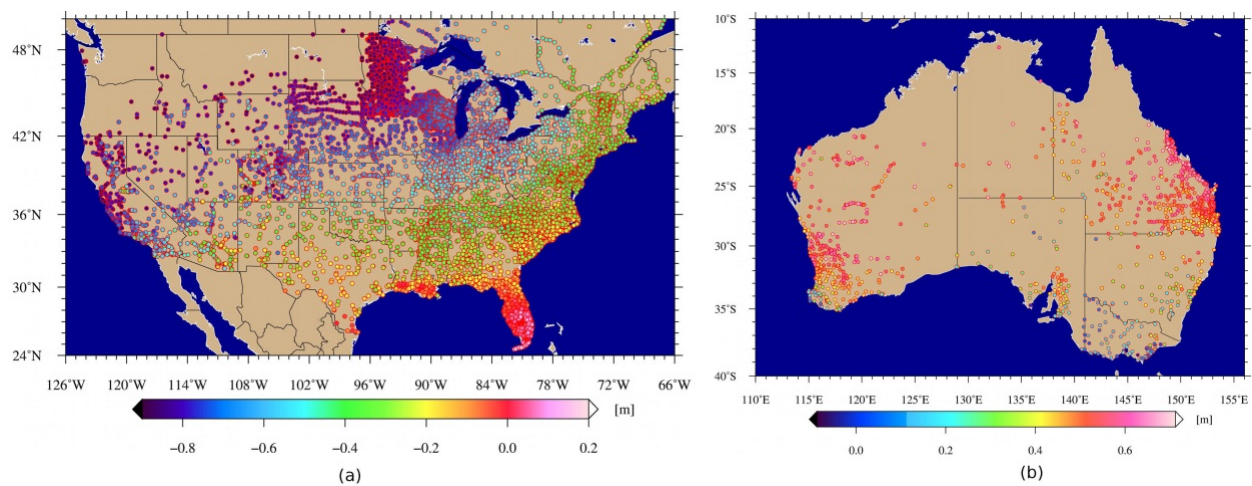 48°N
42°N
36°N
30°N
24°N
126°W 120°W 114°W 108°W 102°W 96°W 90°W 84°W 78°W 72°W 66°W
[m]
−0.8 −0.6 −0.4 −0.2 0.0 0.2
(a)
10°S
15°S
20°S
25°S
30°S
35°S
40°S
110°E 115°E 120°E 125°E 130°E 135°E 140°E 145°E 150°E 155°E
[m]
0.0 0.2 0.4 0.6
(b)